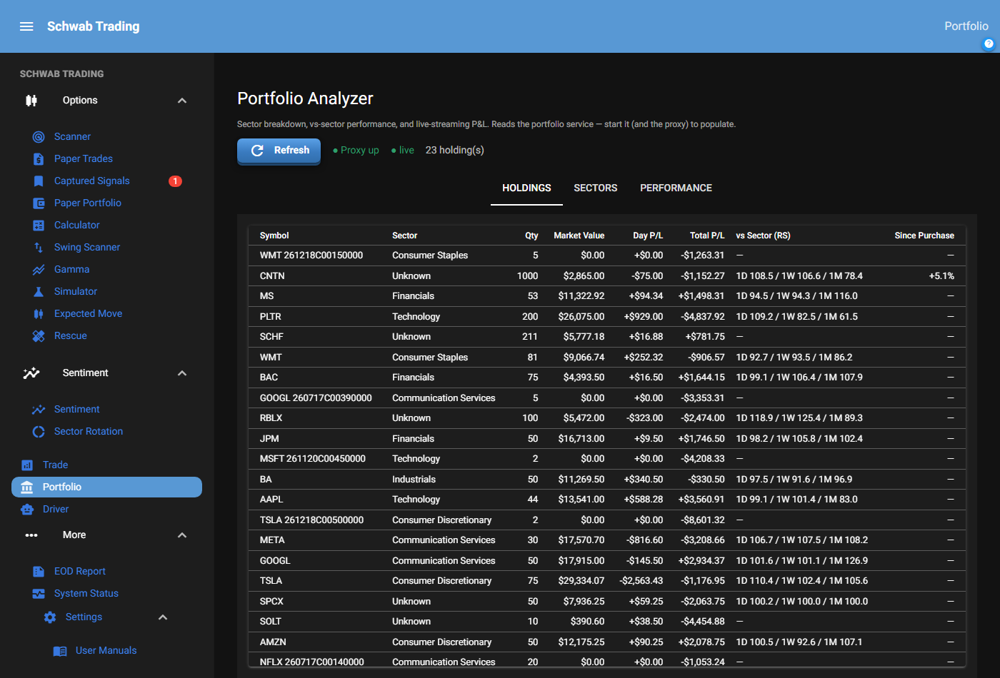 Schwab Trading
Portfolio
?
SCHWAB TRADING
Options
Scanner
Paper Trades
Captured Signals 1
Paper Portfolio
Calculator
Swing Scanner
Gamma
Simulator
Expected Move
Rescue
Sentiment
Sentiment
Sector Rotation
Trade
Portfolio
Driver
More
EOD Report
System Status
Settings
User Manuals
Portfolio Analyzer
Sector breakdown, vs-sector performance, and live-streaming P&L. Reads the portfolio service — start it (and the proxy) to populate.
Refresh ● Proxy up ● live 23 holding(s)
HOLDINGS SECTORS PERFORMANCE
Symbol Sector Qty Market Value Day P/L Total P/L vs Sector (RS) Since Purchase
WMT 261218C00150000 Consumer Staples 5 $0.00 +$0.00 -$1,263.31 — —
CNTN Unknown 1000 $2,865.00 -$75.00 -$1,152.27 1D 108.5 / 1W 106.6 / 1M 78.4 +5.1%
MS Financials 53 $11,322.92 +$94.34 +$1,498.31 1D 94.5 / 1W 94.3 / 1M 116.0 —
PLTR Technology 200 $26,075.00 +$929.00 -$4,837.92 1D 109.2 / 1W 82.5 / 1M 61.5 —
SCHF Unknown 211 $5,777.18 +$16.88 +$781.75 — —
WMT Consumer Staples 81 $9,066.74 +$252.32 -$906.57 1D 92.7 / 1W 93.5 / 1M 86.2 —
BAC Financials 75 $4,393.50 +$16.50 +$1,644.15 1D 99.1 / 1W 106.4 / 1M 107.9 —
GOOGL 260717C00390000 Communication Services 5 $0.00 +$0.00 -$3,353.31 — —
RBLX Unknown 100 $5,472.00 -$323.00 -$2,474.00 1D 118.9 / 1W 125.4 / 1M 89.3 —
JPM Financials 50 $16,713.00 +$9.50 +$1,746.50 1D 98.2 / 1W 105.8 / 1M 102.4 —
MSFT 261120C00450000 Technology 2 $0.00 +$0.00 -$4,208.33 — —
BA Industrials 50 $11,269.50 +$340.50 -$330.50 1D 97.5 / 1W 91.6 / 1M 96.9 —
AAPL Technology 44 $13,541.00 +$588.28 +$3,560.91 1D 99.1 / 1W 101.4 / 1M 83.0 —
TSLA 261218C00500000 Consumer Discretionary 2 $0.00 +$0.00 -$8,601.32 — —
META Communication Services 30 $17,570.70 -$816.60 -$3,208.66 1D 106.7 / 1W 107.5 / 1M 108.2 —
GOOGL Communication Services 50 $17,915.00 -$145.50 +$2,934.37 1D 101.6 / 1W 101.1 / 1M 126.9 —
TSLA Consumer Discretionary 75 $29,334.07 -$2,563.43 -$1,176.95 1D 110.4 / 1W 102.4 / 1M 105.6 —
SPCX Unknown 50 $7,936.25 +$59.25 -$2,063.75 1D 100.2 / 1W 100.0 / 1M 100.0 —
SOLT Unknown 10 $390.60 +$38.50 -$4,454.88 — —
AMZN Consumer Discretionary 50 $12,175.25 +$90.25 +$2,078.75 1D 100.5 / 1W 92.6 / 1M 107.1 —
NFLX 260717C00140000 Communication Services 20 $0.00 +$0.00 -$1,053.24 — —